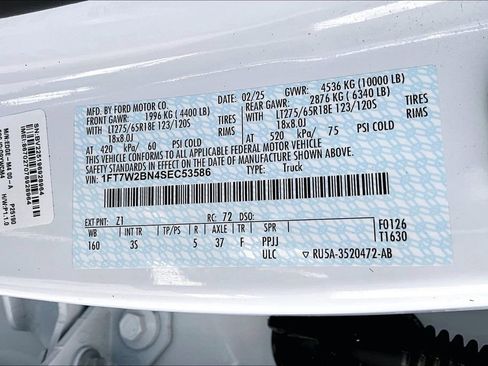 MFD. BY FORD MOTOR CO.
02/25 GVWR: 4536 KG (10000 LB)
FRONT GAWR: 1996 KG ( 4400 LB)
REAR GAWR: 2876 KG ( 6340 LB)
WITH LT275/65R18E 123/120S TIRES
WITH LT275/65R18E 123/120S TIRES
18x8.0J RIMS
18x8.0J RIMS
AT 420 kPa/ 60 PSI COLD
AT 520 kPa/ 75 PSI COLD
THIS VEHICLE CONFORMS TO ALL APPLICABLE FEDERAL MOTOR VEHICLE
SAFETY STANDARDS IN EFFECT ON THE DATE OF MANUFACTURE SHOWN ABOVE.
VIN: 1FT7W2BN4SEC53586
TYPE: Truck
EXT PNT: Z1 RC: 72 DSO:
WB INT TR TP/PS R AXLE TR SPR
160 3S 5 37 F PPJJ
ULC ▽ RU5A-3520472-AB
F0126
T1630